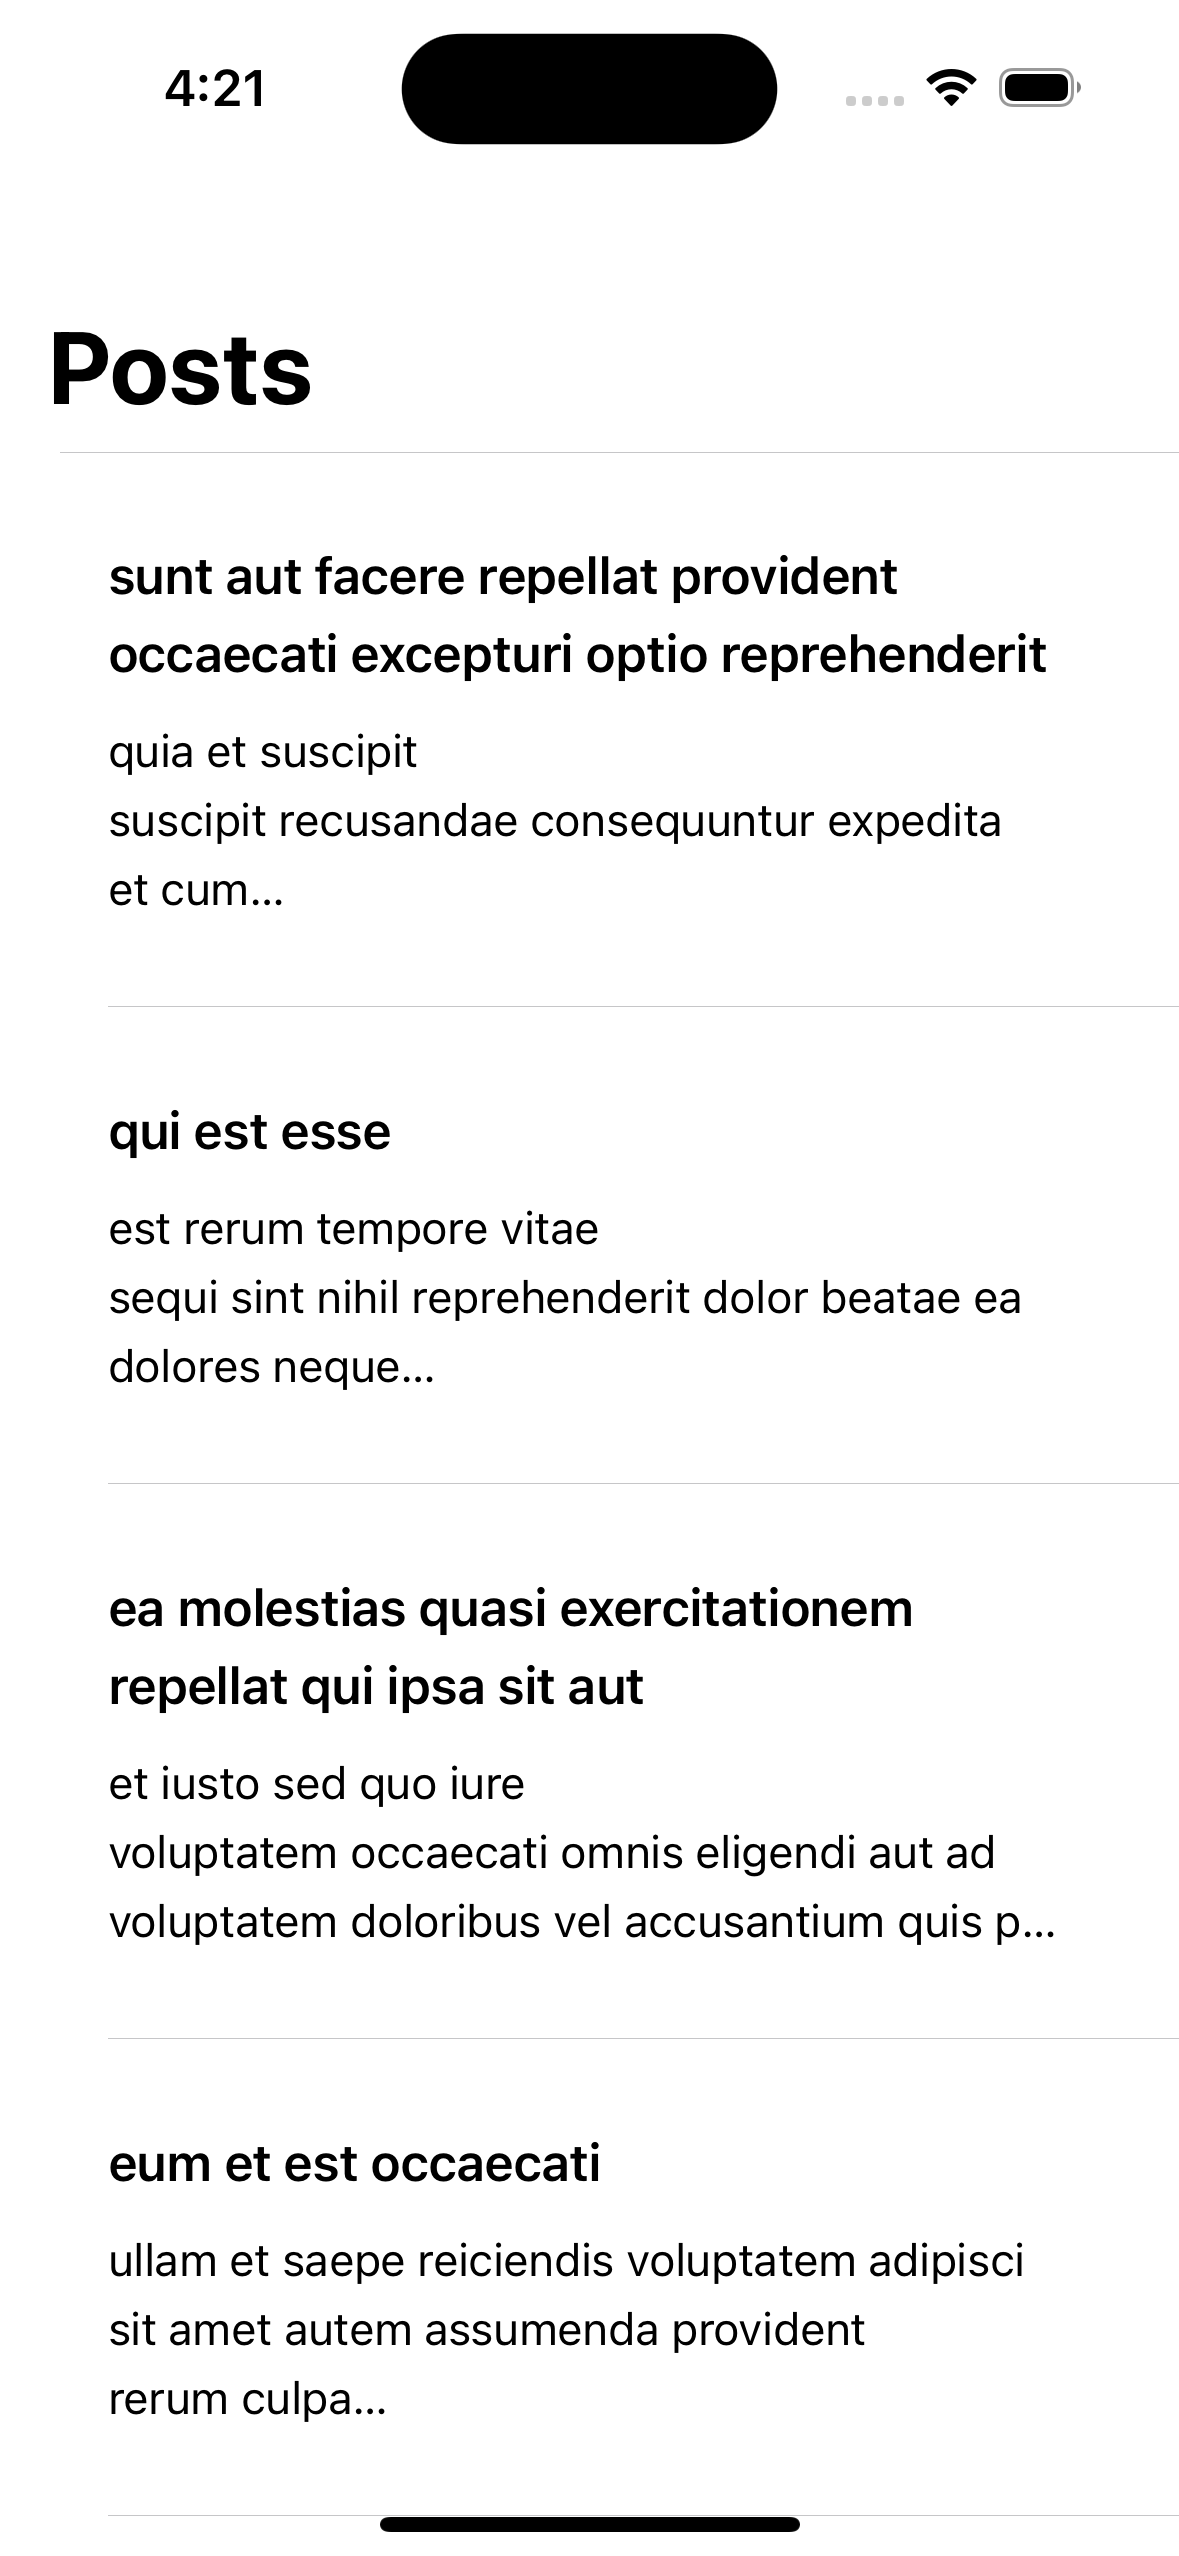 4:21
Posts
sunt aut facere repellat provident
occaecati excepturi optio reprehenderit
quia et suscipit
suscipit recusandae consequuntur expedita
et cum...
qui est esse
est rerum tempore vitae
sequi sint nihil reprehenderit dolor beatae ea
dolores neque...
ea molestias quasi exercitationem
repellat qui ipsa sit aut
et iusto sed quo iure
voluptatem occaecati omnis eligendi aut ad
voluptatem doloribus vel accusantium quis p...
eum et est occaecati
ullam et saepe reiciendis voluptatem adipisci
sit amet autem assumenda provident
rerum culpa...